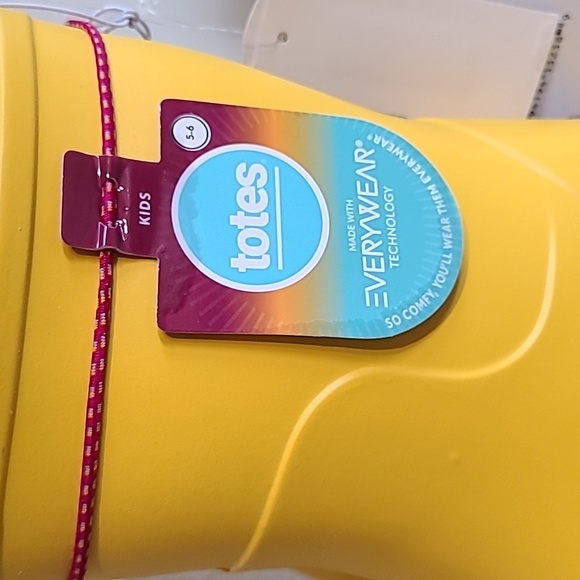 KIDS
5-6
totes®
MADE WITH
EVERYWEAR®
TECHNOLOGY
SO COMFY, YOU'LL WEAR THEM EVERYWEAR®